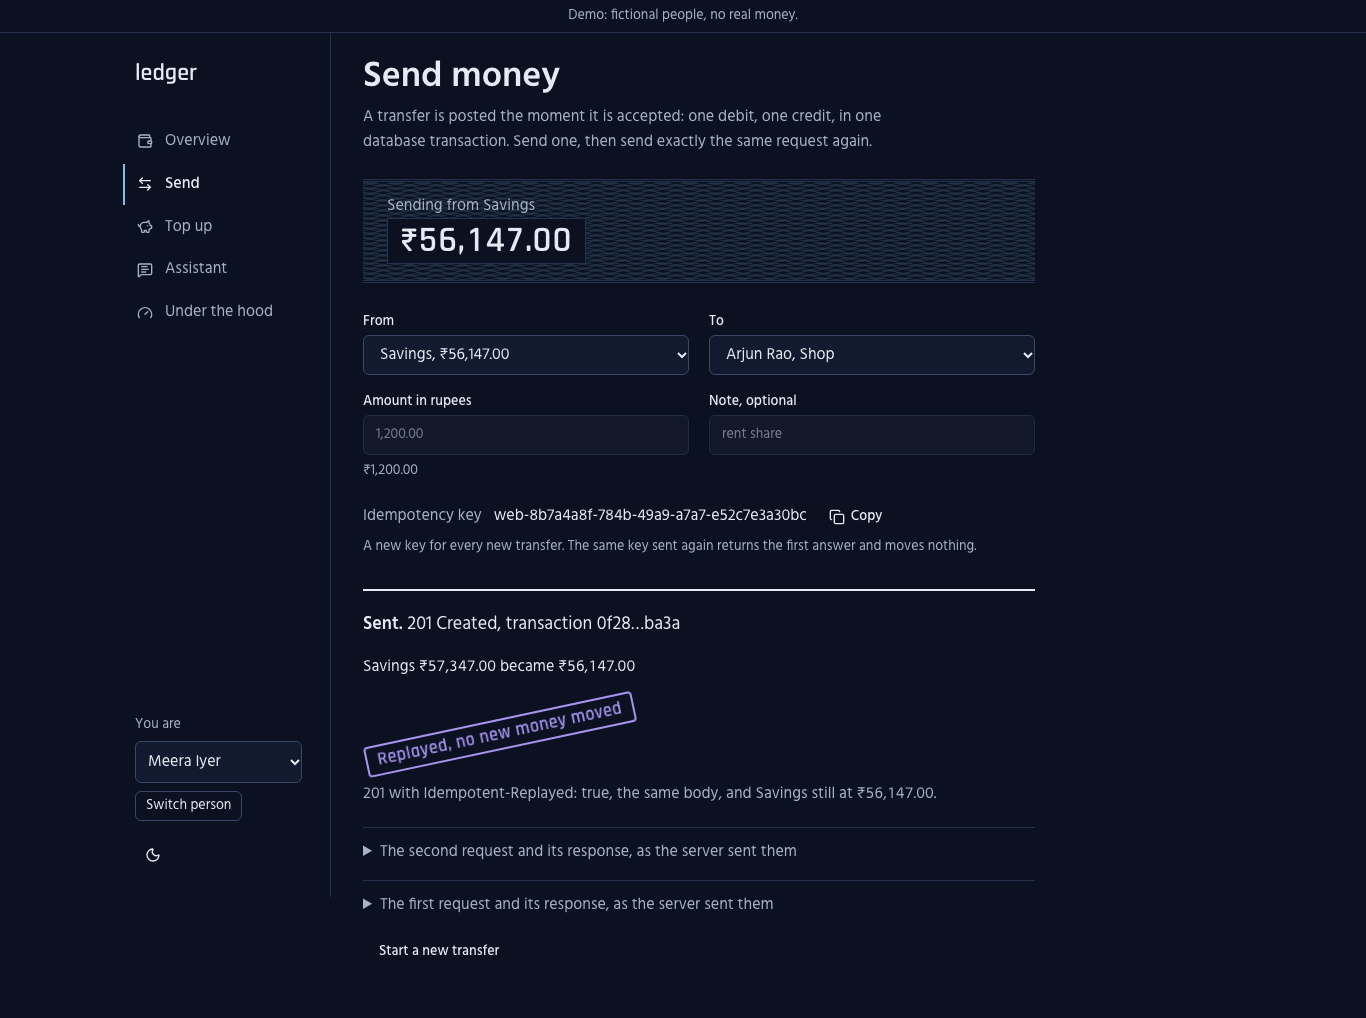 Demo: fictional people, no real money.
ledger
Overview
Send
Top up
Assistant
Under the hood
You are
Meera Iyer
Switch person
Send money
A transfer is posted the moment it is accepted: one debit, one credit, in one
database transaction. Send one, then send exactly the same request again.
Sending from Savings
₹56,147.00
From
Savings, ₹56,147.00
To
Arjun Rao, Shop
Amount in rupees
1,200.00
₹1,200.00
Note, optional
rent share
Idempotency key web-8b7a4a8f-784b-49a9-a7a7-e52c7e3a30bc Copy
A new key for every new transfer. The same key sent again returns the first answer and moves nothing.
Sent. 201 Created, transaction 0f28…ba3a
Savings ₹57,347.00 became ₹56,147.00
Replayed, no new money moved
201 with Idempotent-Replayed: true, the same body, and Savings still at ₹56,147.00.
The second request and its response, as the server sent them
The first request and its response, as the server sent them
Start a new transfer